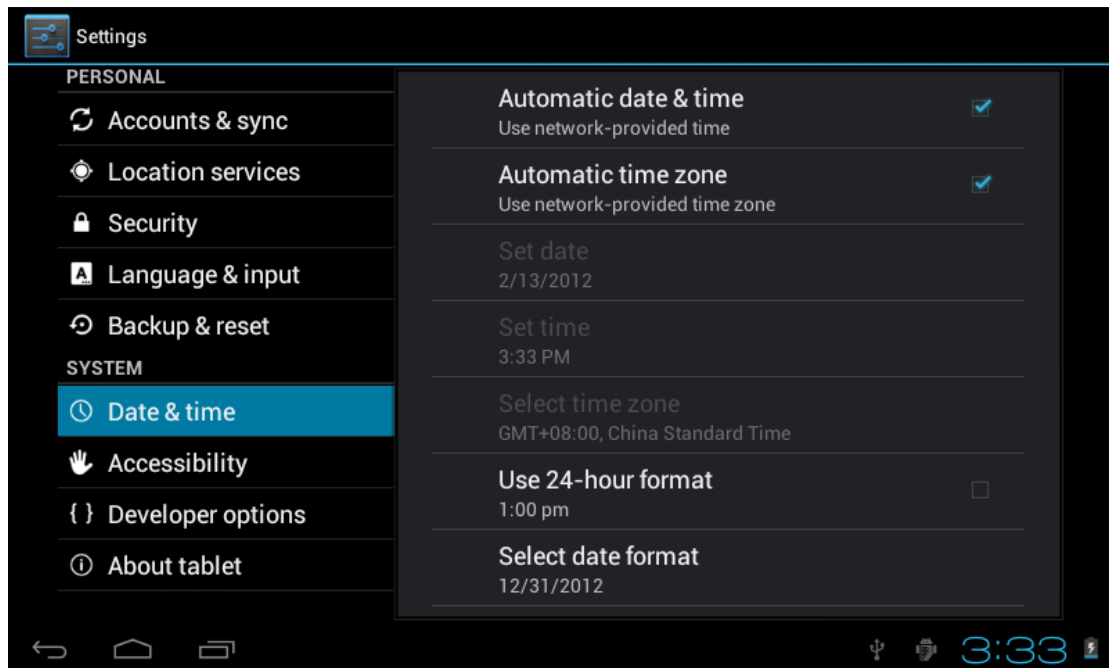 Settings
PERSONAL
Accounts & sync
Location services
Security
Language & input
Backup & reset
SYSTEM
Date & time
Accessibility
{ } Developer options
About tablet
Automatic date & time
Use network-provided time
Automatic time zone
Use network-provided time zone
Set date
2/13/2012
Set time
3:33 PM
Select time zone
GMT+08:00, China Standard Time
Use 24-hour format
1:00 pm
Select date format
12/31/2012
3:33